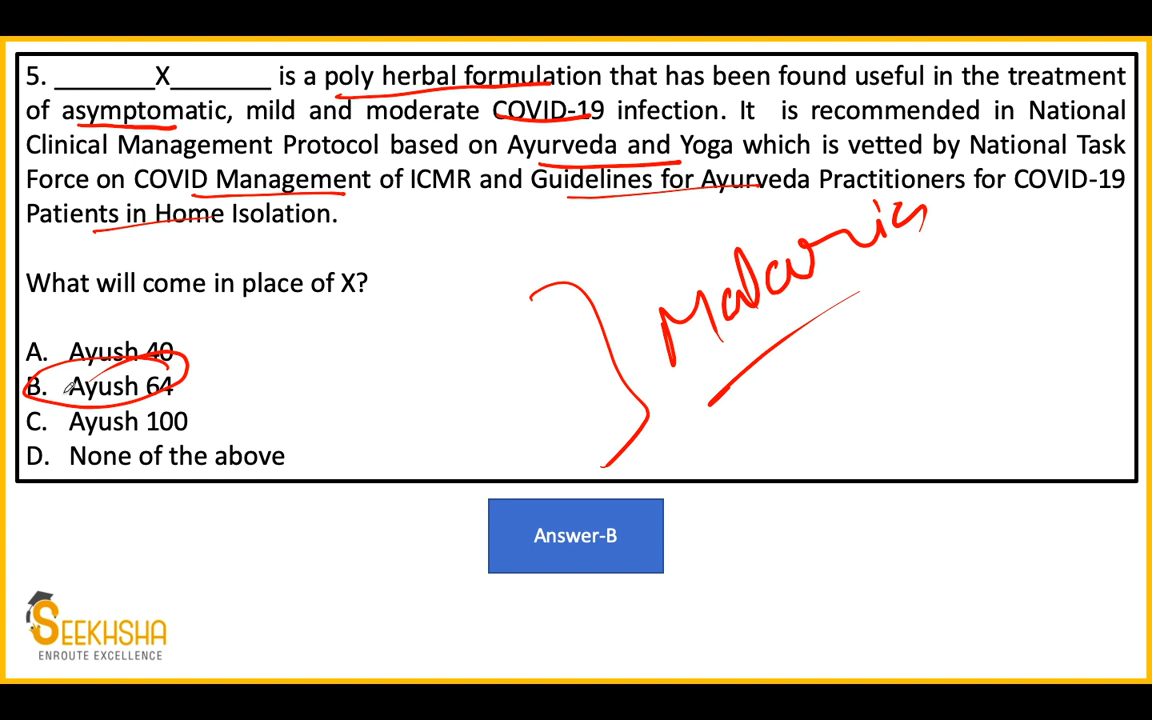 5. ________X________ is a poly herbal formulation that has been found useful in the treatment
of asymptomatic, mild and moderate COVID-19 infection. It is recommended in National
Clinical Management Protocol based on Ayurveda and Yoga which is vetted by National Task
Force on COVID Management of ICMR and Guidelines for Ayurveda Practitioners for COVID-19
Patients in Home Isolation.
Malaria
What will come in place of X?
A. Ayush 40
B. Ayush 64
C. Ayush 100
D. None of the above
Answer-B
SEEKHSHA
ENROUTE EXCELLENCE